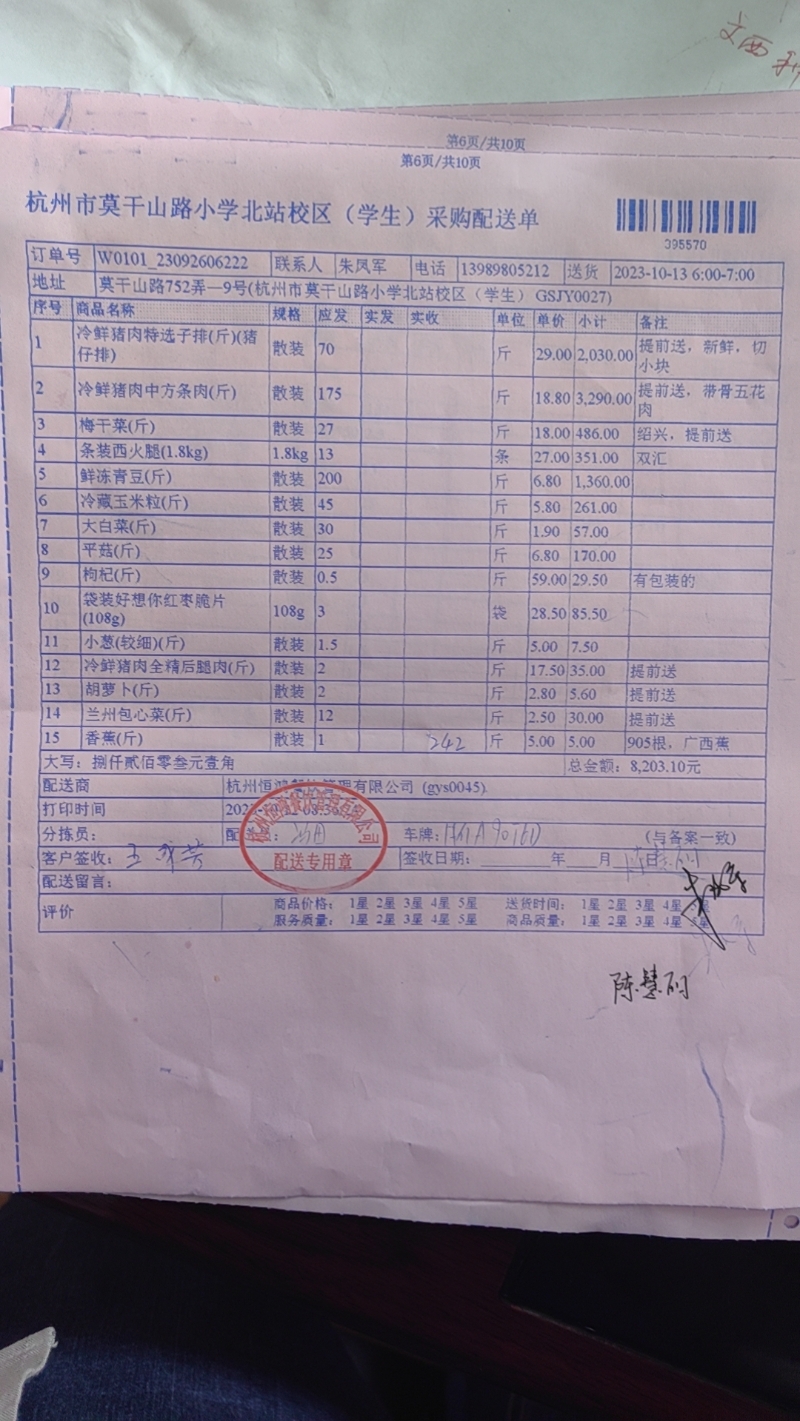 第6页/共10页
第6页/共10页
杭州市莫干山路小学北站校区（学生）采购配送单
395570
订单号 W0101_23092606222 联系人 朱凤军 电话 13989805212 送货 2023-10-13 6:00-7:00
地址 莫干山路752弄—9号(杭州市莫干山路小学北站校区（学生） GSJY0027)
序号 商品名称 规格 应发 实发 实收 单位 单价 小计 备注
1 冷鲜猪肉特选子排(斤)(猪仔排) 散装 70 斤 29.00 2,030.00 提前送，新鲜，切小块
2 冷鲜猪肉中方条肉(斤) 散装 175 斤 18.80 3,290.00 提前送，带骨五花肉
3 梅干菜(斤) 散装 27 斤 18.00 486.00 绍兴，提前送
4 条装西火腿(1.8kg) 1.8kg 13 条 27.00 351.00 双汇
5 鲜冻青豆(斤) 散装 200 斤 6.80 1,360.00
6 冷藏玉米粒(斤) 散装 45 斤 5.80 261.00
7 大白菜(斤) 散装 30 斤 1.90 57.00
8 平菇(斤) 散装 25 斤 6.80 170.00
9 枸杞(斤) 散装 0.5 斤 59.00 29.50 有包装的
10 袋装好想你红枣脆片(108g) 108g 3 袋 28.50 85.50
11 小葱(较细)(斤) 散装 1.5 斤 5.00 7.50
12 冷鲜猪肉全精后腿肉(斤) 散装 2 斤 17.50 35.00 提前送
13 胡萝卜(斤) 散装 2 斤 2.80 5.60 提前送
14 兰州包心菜(斤) 散装 12 斤 2.50 30.00 提前送
15 香蕉(斤) 散装 1 242 斤 5.00 5.00 905根，广西蕉
大写：捌仟贰佰零叁元壹角 总金额：8,203.10元
配送商 杭州恒 管理有限公司 (gys0045)
打印时间
分拣员： 车牌： (与备案一致)
配送专用章
客户签收： 签收日期： 年 月 日
配送留言：
评价 商品价格： 1星 2星 3星 4星 5星 送货时间： 1星 2星 3星 4星
服务质量： 1星 2星 3星 4星 5星 商品质量： 1星 2星 3星 4星
陈慧